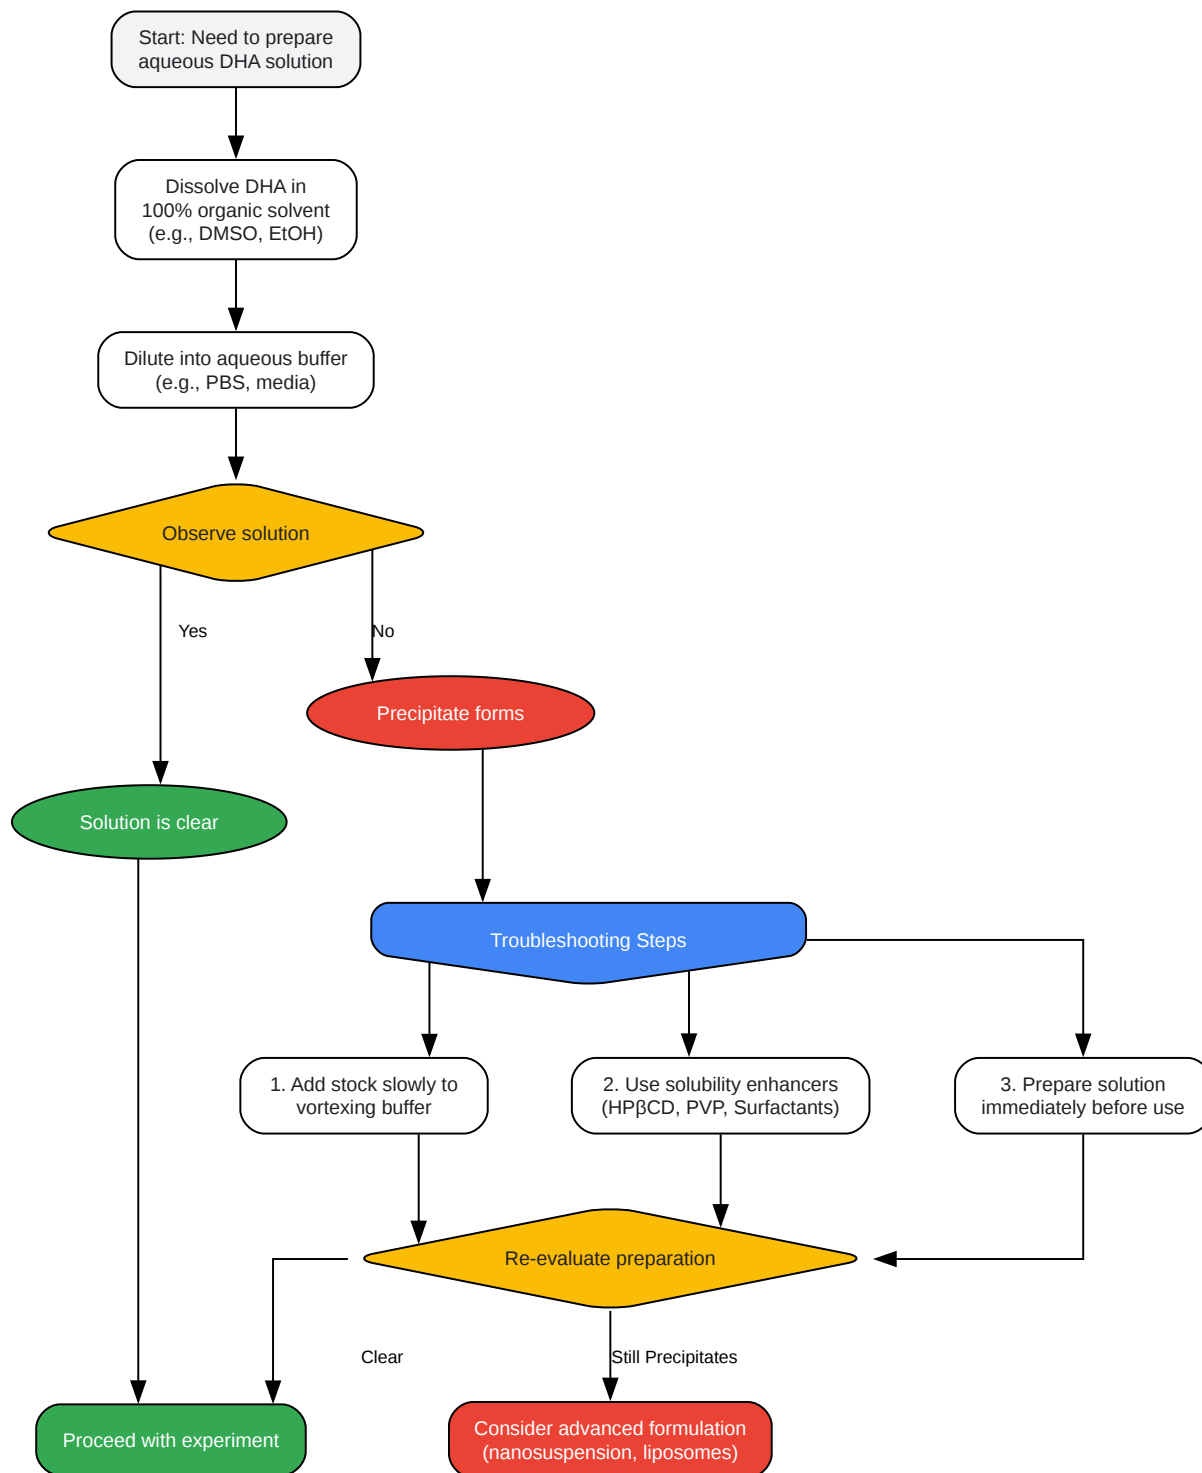 Start: Need to prepare
aqueous DHA solution
Dissolve DHA in
100% organic solvent
(e.g., DMSO, EtOH)
Dilute into aqueous buffer
(e.g., PBS, media)
Observe solution
Yes
No
Precipitate forms
Solution is clear
Troubleshooting Steps
1. Add stock slowly to
vortexing buffer
2. Use solubility enhancers
(HPβCD, PVP, Surfactants)
3. Prepare solution
immediately before use
Re-evaluate preparation
Clear
Still Precipitates
Proceed with experiment
Consider advanced formulation
(nanosuspension, liposomes)